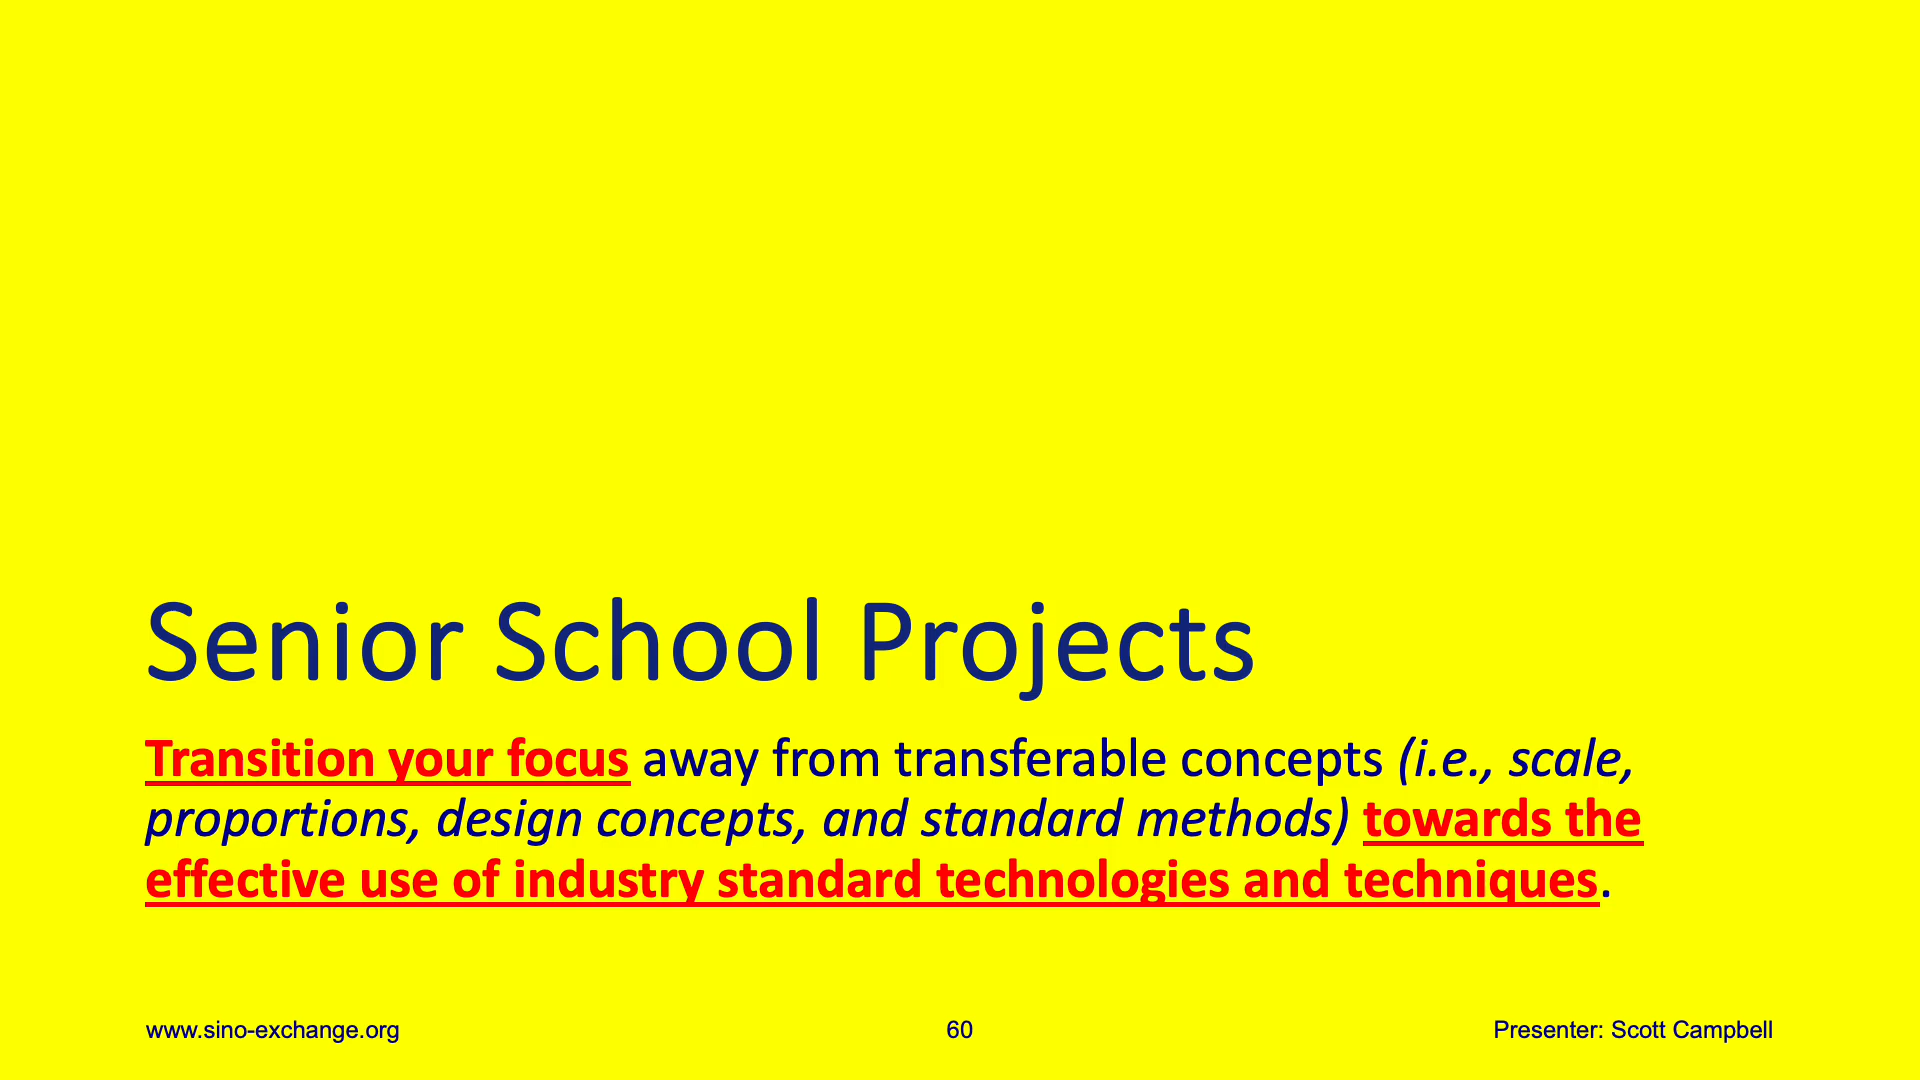 Senior School Projects
Transition your focus away from transferable concepts (i.e., scale,
proportions, design concepts, and standard methods) towards the
effective use of industry standard technologies and techniques.
www.sino-exchange.org
60
Presenter: Scott Campbell